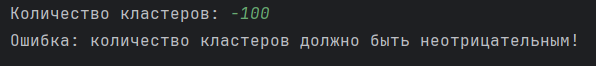 Количество кластеров: -100
Ошибка: количество кластеров должно быть неотрицательным!